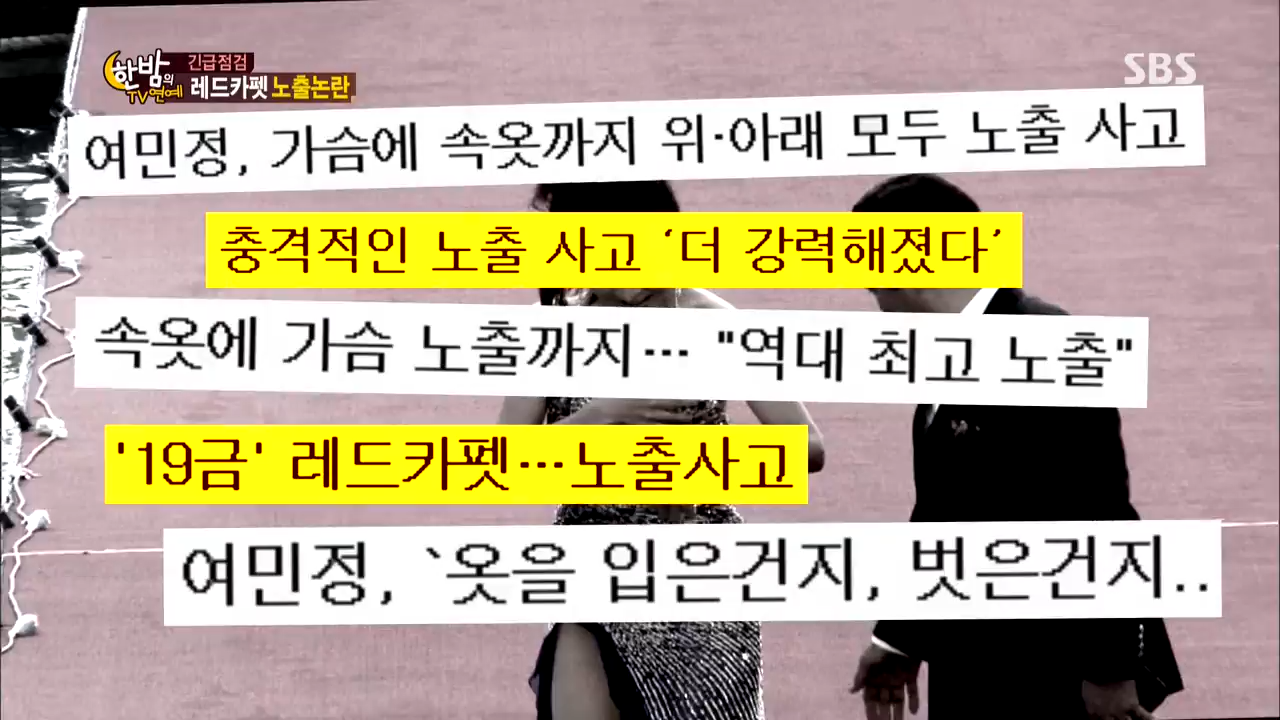 한밤의 TV연예
긴급점검
레드카펫 노출논란
SBS
여민정, 가슴에 속옷까지 위·아래 모두 노출 사고
충격적인 노출 사고 ‘더 강력해졌다’
속옷에 가슴 노출까지… "역대 최고 노출"
'19금' 레드카펫…노출사고
여민정, `옷을 입은건지, 벗은건지..